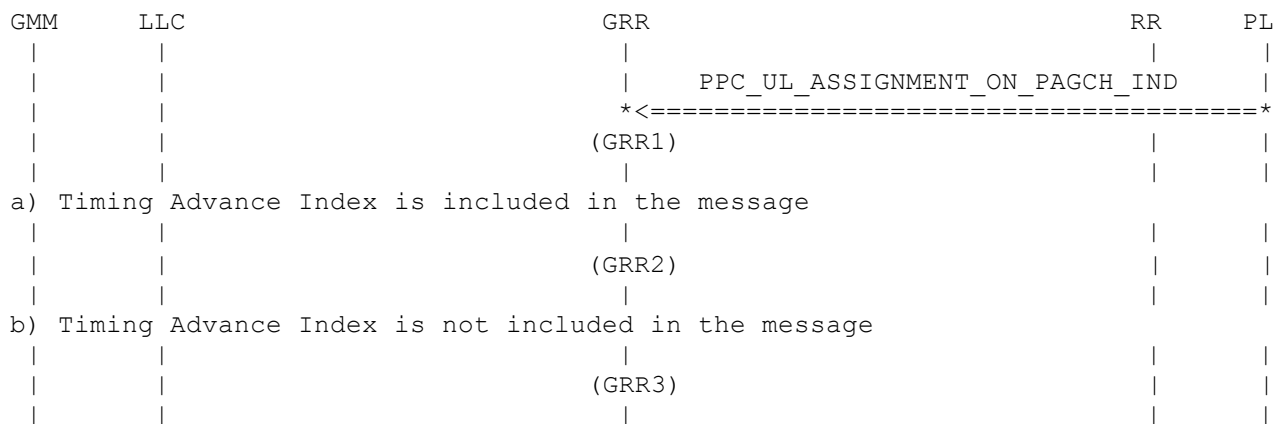 GMM LLC GRR RR PL
PPC_UL_ASSIGNMENT_ON_PAGCH_IND
*<======================================*
(GRR1)
a) Timing Advance Index is included in the message
(GRR2)
b) Timing Advance Index is not included in the message
(GRR3)